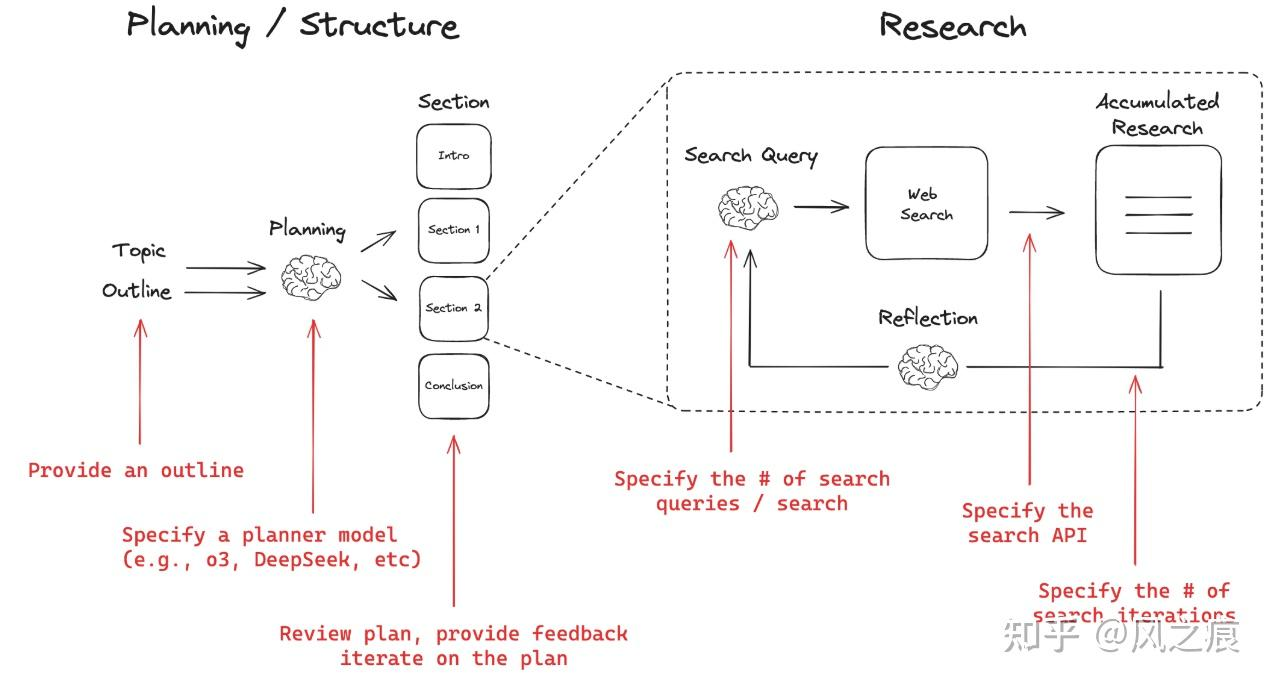 Planning / Structure
Research
Section
Intro
Section 1
Section 2
Conclusion
Planning
Topic
Outline
Search Query
Web
Search
Accumulated
Research
Reflection
Provide an outline
Specify a planner model
(e.g., o3, DeepSeek, etc)
Review plan, provide feedback
iterate on the plan
Specify the # of search
queries / search
Specify the
search API
Specify the # of
search iterations
知乎 @风之痕